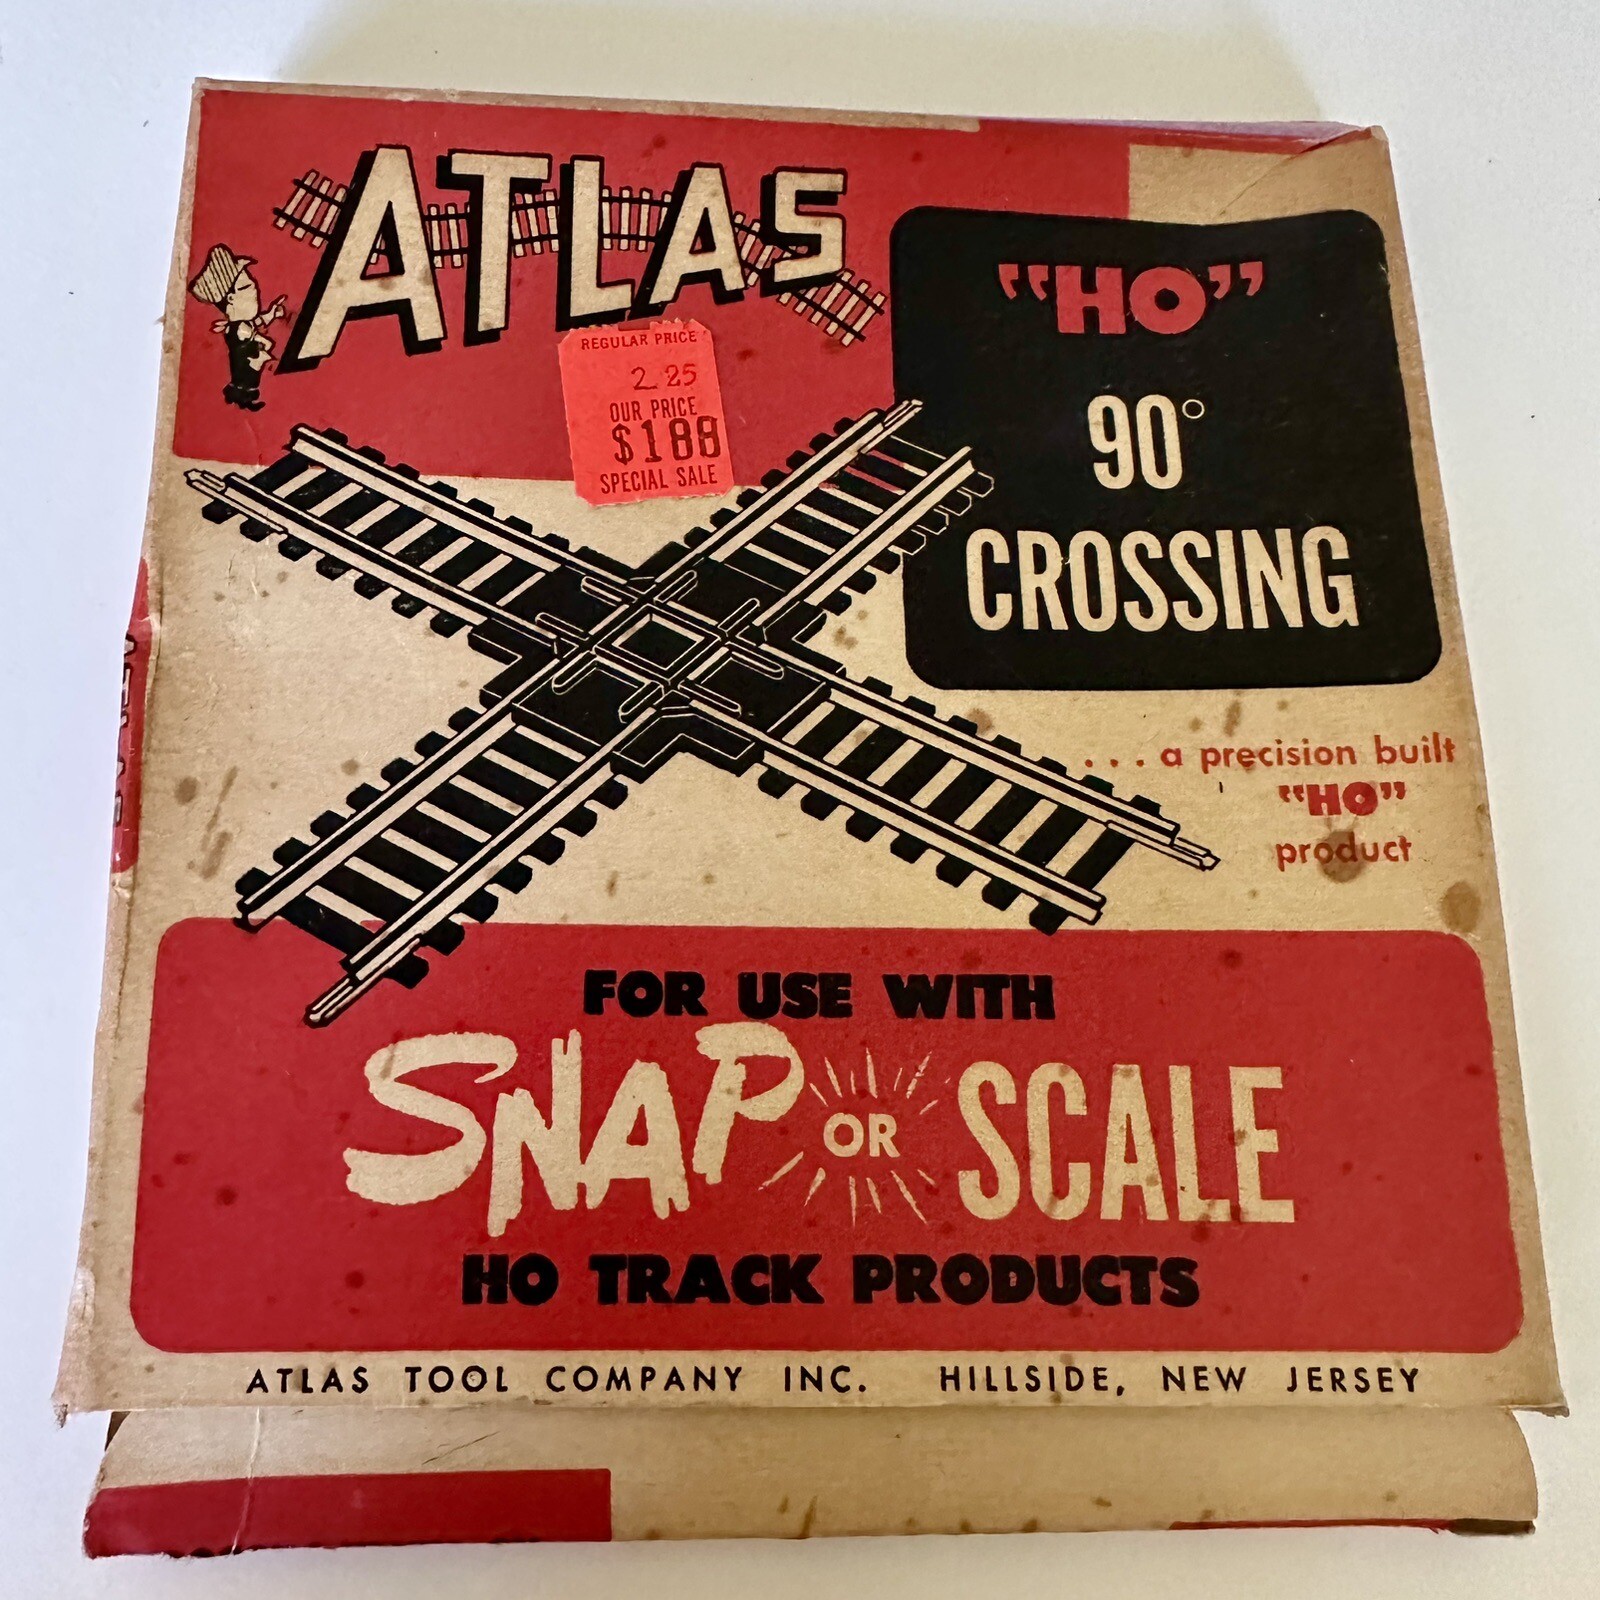 ATLAS
REGULAR PRICE
2 25
OUR PRICE
$188
SPECIAL SALE
"HO"
90°
CROSSING
... a precision built
"HO"
product
FOR USE WITH
SNAP OR SCALE
HO TRACK PRODUCTS
ATLAS TOOL COMPANY INC. HILLSIDE, NEW JERSEY